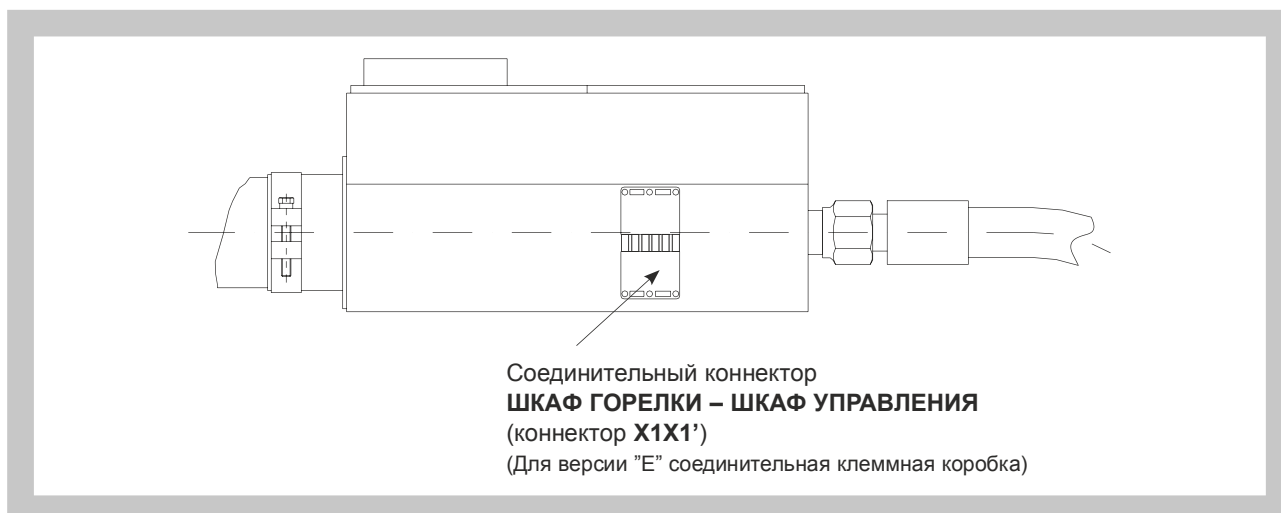 Соединительный коннектор
ШКАФ ГОРЕЛКИ – ШКАФ УПРАВЛЕНИЯ
(коннектор X1X1’)
(Для версии ”Е” соединительная клеммная коробка)